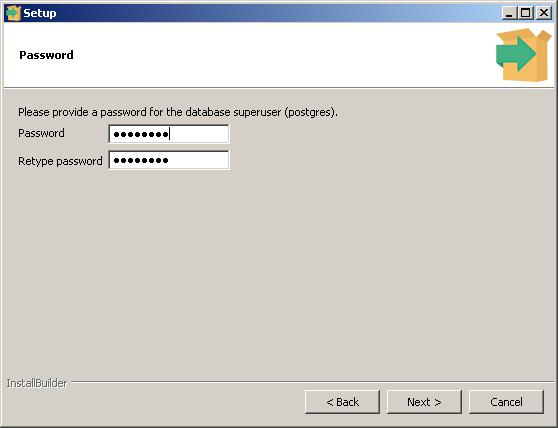 Setup
Password
Please provide a password for the database superuser (postgres).
Password ●●●●●●●●
Retype password ●●●●●●●●
InstallBuilder
< Back Next > Cancel